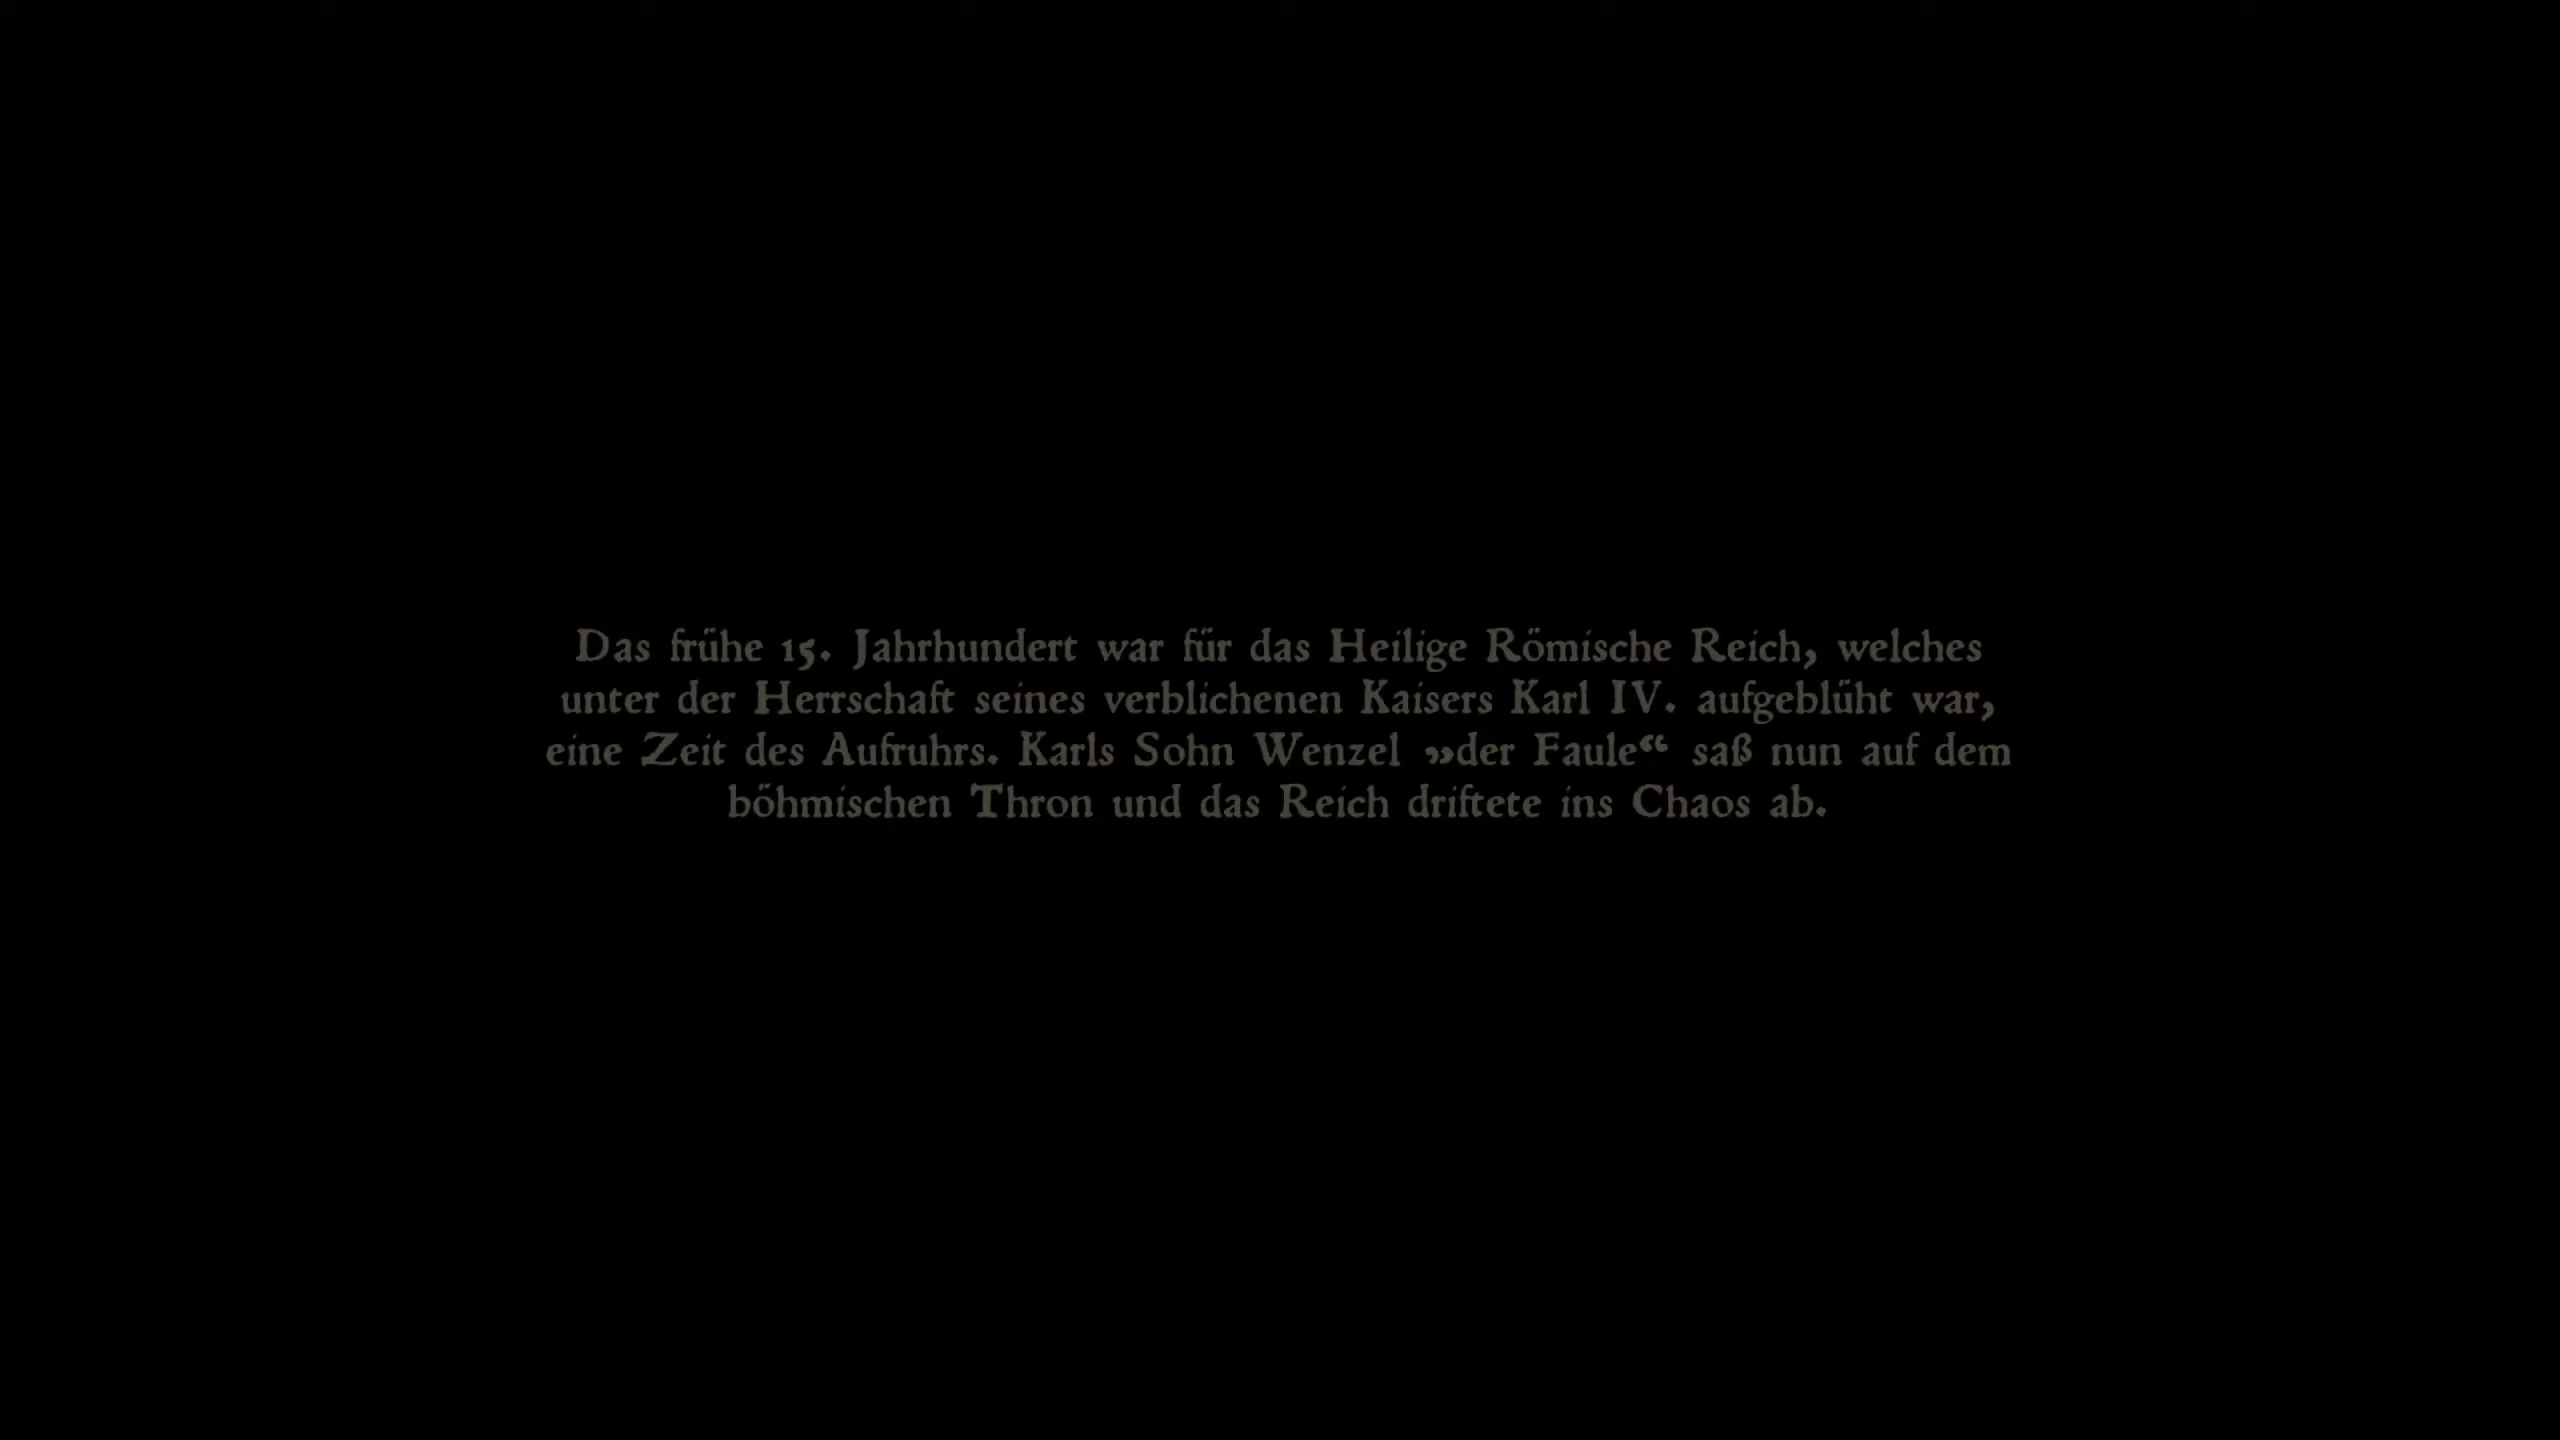 Das frühe 15. Jahrhundert war für das Heilige Römische Reich, welches
unter der Herrschaft seines verblichenen Kaisers Karl IV. aufgeblüht war,
eine Zeit des Aufruhrs. Karls Sohn Wenzel „der Faule“ saß nun auf dem
böhmischen Thron und das Reich driftete ins Chaos ab.